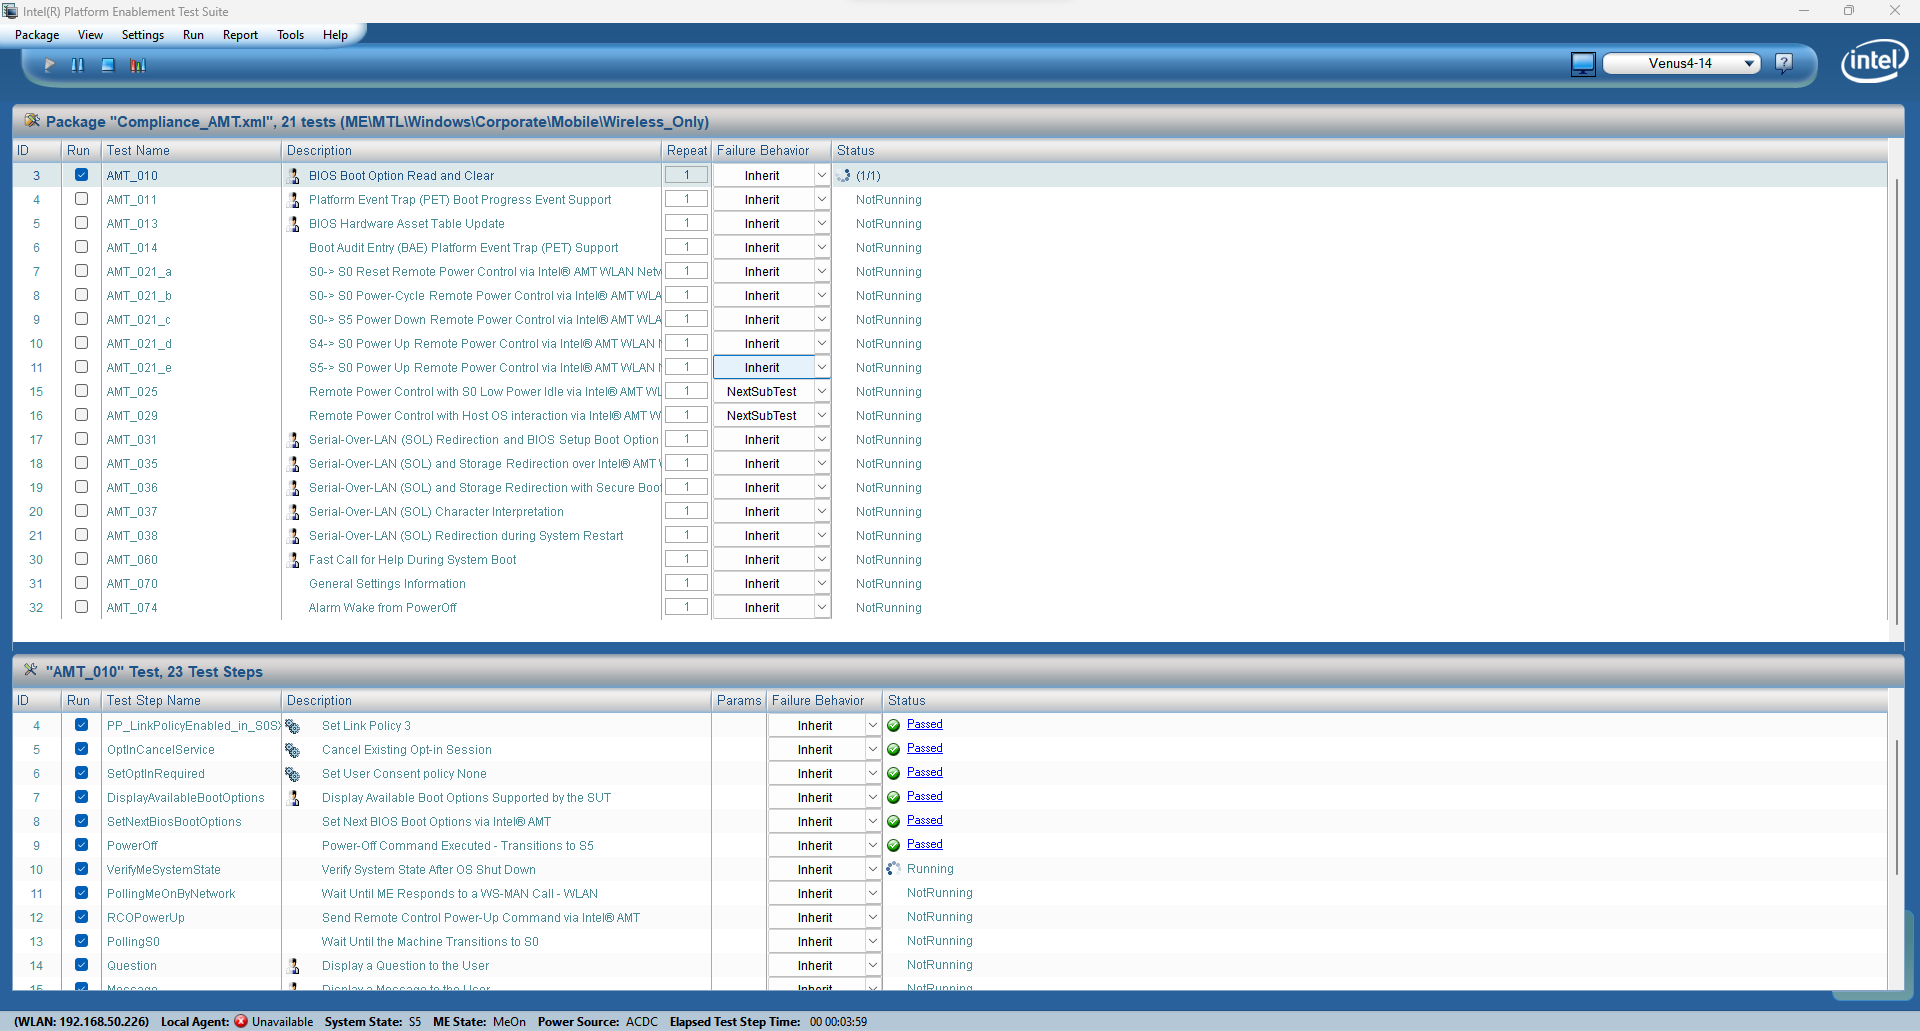 Intel(R) Platform Enablement Test Suite
Package View Settings Run Report Tools Help
Venus4-14
intel
Package "Compliance_AMT.xml", 21 tests (ME\MTL\Windows\Corporate\Mobile\Wireless_Only)
ID Run Test Name Description Repeat Failure Behavior Status
3 AMT_010 BIOS Boot Option Read and Clear 1 Inherit (1/1)
4 AMT_011 Platform Event Trap (PET) Boot Progress Event Support 1 Inherit NotRunning
5 AMT_013 BIOS Hardware Asset Table Update 1 Inherit NotRunning
6 AMT_014 Boot Audit Entry (BAE) Platform Event Trap (PET) Support 1 Inherit NotRunning
7 AMT_021_a S0-> S0 Reset Remote Power Control via Intel® AMT WLAN Netw 1 Inherit NotRunning
8 AMT_021_b S0-> S0 Power-Cycle Remote Power Control via Intel® AMT WLA 1 Inherit NotRunning
9 AMT_021_c S0-> S5 Power Down Remote Power Control via Intel® AMT WLA 1 Inherit NotRunning
10 AMT_021_d S4-> S0 Power Up Remote Power Control via Intel® AMT WLAN 1 Inherit NotRunning
11 AMT_021_e S5-> S0 Power Up Remote Power Control via Intel® AMT WLAN 1 Inherit NotRunning
15 AMT_025 Remote Power Control with S0 Low Power Idle via Intel® AMT WL 1 NextSubTest NotRunning
16 AMT_029 Remote Power Control with Host OS interaction via Intel® AMT W 1 NextSubTest NotRunning
17 AMT_031 Serial-Over-LAN (SOL) Redirection and BIOS Setup Boot Option 1 Inherit NotRunning
18 AMT_035 Serial-Over-LAN (SOL) and Storage Redirection over Intel® AMT 1 Inherit NotRunning
19 AMT_036 Serial-Over-LAN (SOL) and Storage Redirection with Secure Boot 1 Inherit NotRunning
20 AMT_037 Serial-Over-LAN (SOL) Character Interpretation 1 Inherit NotRunning
21 AMT_038 Serial-Over-LAN (SOL) Redirection during System Restart 1 Inherit NotRunning
30 AMT_060 Fast Call for Help During System Boot 1 Inherit NotRunning
31 AMT_070 General Settings Information 1 Inherit NotRunning
32 AMT_074 Alarm Wake from PowerOff 1 Inherit NotRunning
"AMT_010" Test, 23 Test Steps
ID Run Test Step Name Description Params Failure Behavior Status
4 PP_LinkPolicyEnabled_in_S0S Set Link Policy 3 Inherit Passed
5 OptInCancelService Cancel Existing Opt-in Session Inherit Passed
6 SetOptInRequired Set User Consent policy None Inherit Passed
7 DisplayAvailableBootOptions Display Available Boot Options Supported by the SUT Inherit Passed
8 SetNextBiosBootOptions Set Next BIOS Boot Options via Intel® AMT Inherit Passed
9 PowerOff Power-Off Command Executed - Transitions to S5 Inherit Passed
10 VerifyMeSystemState Verify System State After OS Shut Down Inherit Running
11 PollingMeOnByNetwork Wait Until ME Responds to a WS-MAN Call - WLAN Inherit NotRunning
12 RCOPowerUp Send Remote Control Power-Up Command via Intel® AMT Inherit NotRunning
13 PollingS0 Wait Until the Machine Transitions to S0 Inherit NotRunning
14 Question Display a Question to the User Inherit NotRunning
15 Message Display a Message to the User Inherit NotRunning
(WLAN: 192.168.50.226) Local Agent: Unavailable System State: S5 ME State: MeOn Power Source: ACDC Elapsed Test Step Time: 00 00:03:59